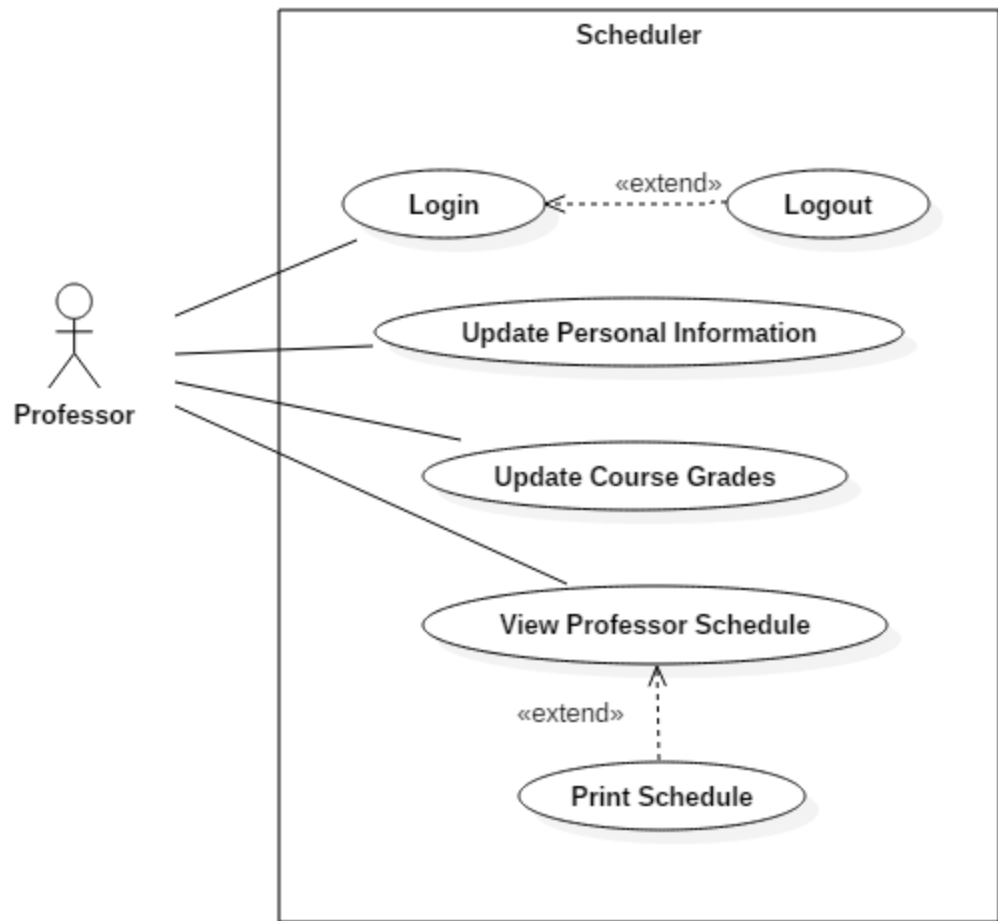 Scheduler
Login
«extend»
Logout
Update Personal Information
Professor
Update Course Grades
View Professor Schedule
«extend»
Print Schedule